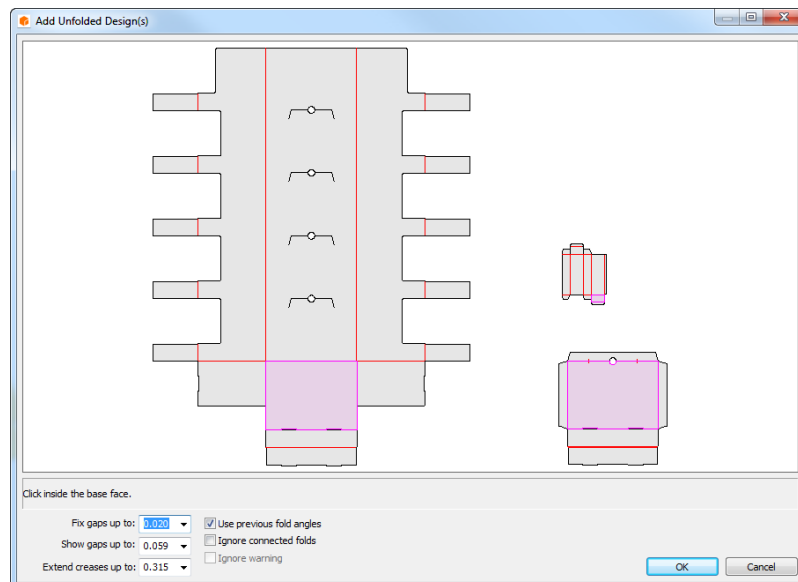 Add Unfolded Design(s)
Click inside the base face.
Fix gaps up to: 0.020 Use previous fold angles
Show gaps up to: 0.059 Ignore connected folds
Extend creases up to: 0.315 Ignore warning
OK Cancel